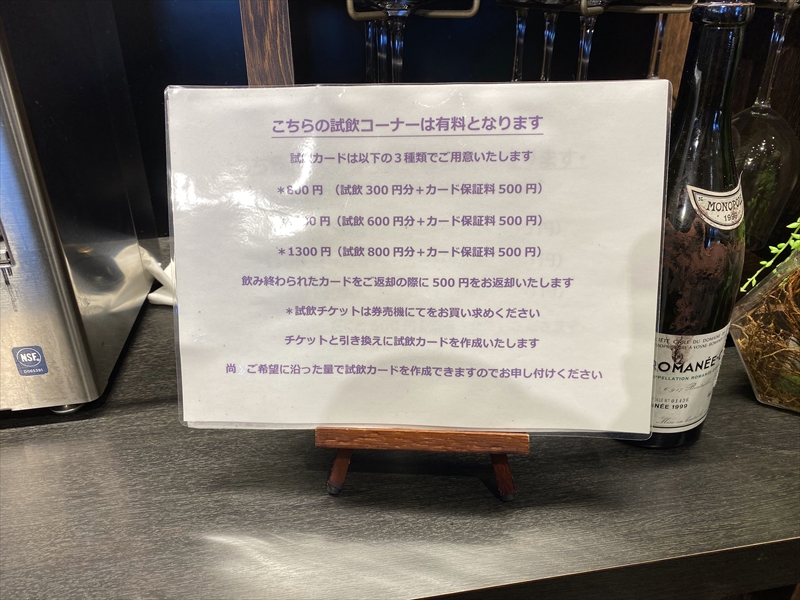 こちらの試飲コーナーは有料となります
試飲カードは以下の３種類でご用意いたします
＊800円 （試飲300円分＋カード保証料500円）
円（試飲600円分＋カード保証料500円）
＊1300円（試飲800円分＋カード保証料500円）
飲み終わられたカードをご返却の際に500円をお返却いたします
＊試飲チケットは券売機にてをお買い求めください
チケットと引き換えに試飲カードを作成いたします
尚、ご希望に沿った量で試飲カードを作成できますのでお申し付けください
NSE
MONOPOL
1999
ROMANÉE-C
APPELLATION ROMANÉE
NÉE 1999